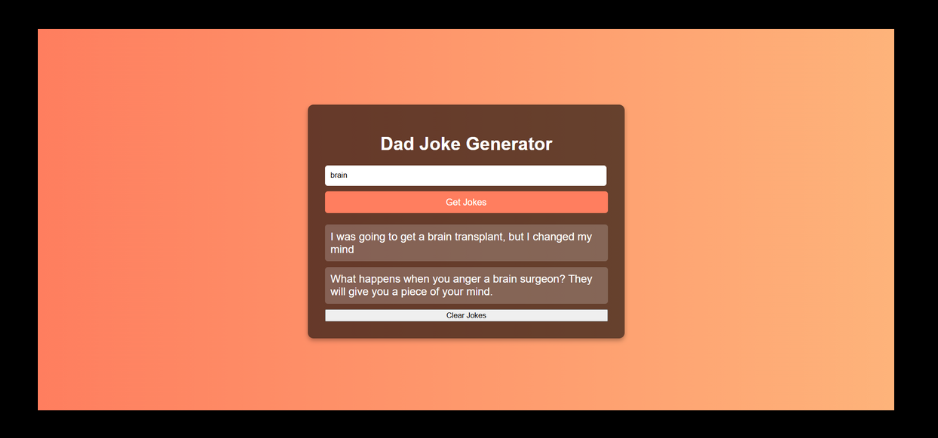 Dad Joke Generator
brain
Get Jokes
I was going to get a brain transplant, but I changed my
mind
What happens when you anger a brain surgeon? They
will give you a piece of your mind.
Clear Jokes